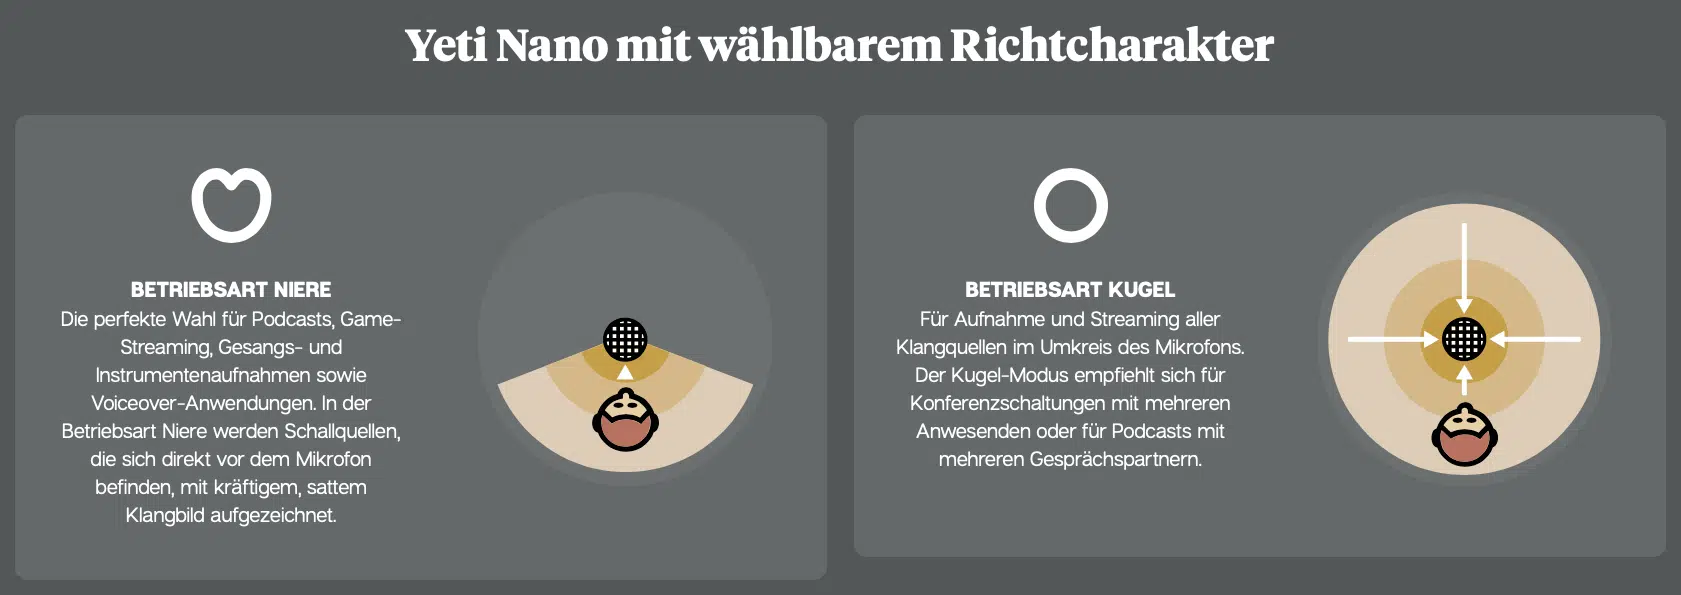 Yeti Nano mit wählbarem Richtcharakter
BETRIEBSART NIERE
Die perfekte Wahl für Podcasts, Game-
Streaming, Gesangs- und
Instrumentenaufnahmen sowie
Voiceover-Anwendungen. In der
Betriebsart Niere werden Schallquellen,
die sich direkt vor dem Mikrofon
befinden, mit kräftigem, sattem
Klangbild aufgezeichnet.
BETRIEBSART KUGEL
Für Aufnahme und Streaming aller
Klangquellen im Umkreis des Mikrofons.
Der Kugel-Modus empfiehlt sich für
Konferenzschaltungen mit mehreren
Anwesenden oder für Podcasts mit
mehreren Gesprächspartnern.